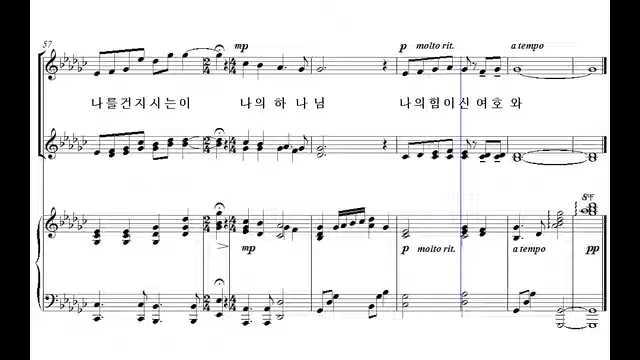 57
mp
p molto rit.
a tempo
나를건지시는이 나의 하 나님 나의힘이신 여호 와
mp
p molto rit.
a tempo
pp